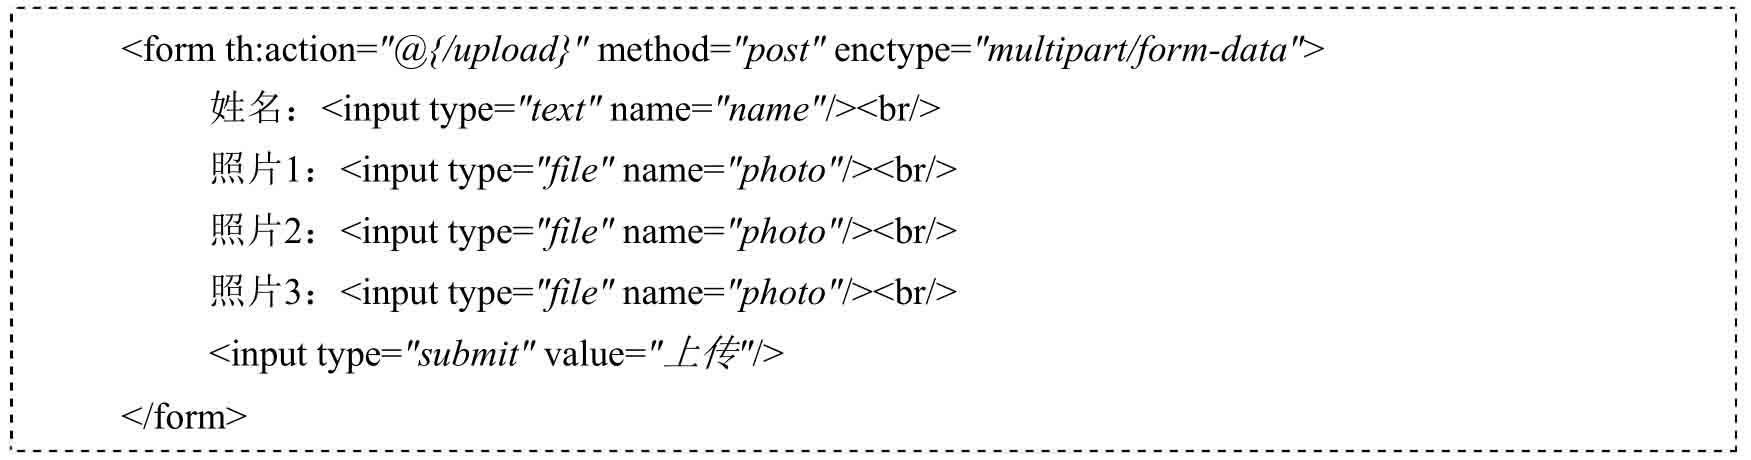 <form th:action="@{/upload}" method="post" enctype="multipart/form-data">
姓名：<input type="text" name="name"/><br/>
照片1：<input type="file" name="photo"/><br/>
照片2：<input type="file" name="photo"/><br/>
照片3：<input type="file" name="photo"/><br/>
<input type="submit" value="上传"/>
</form>